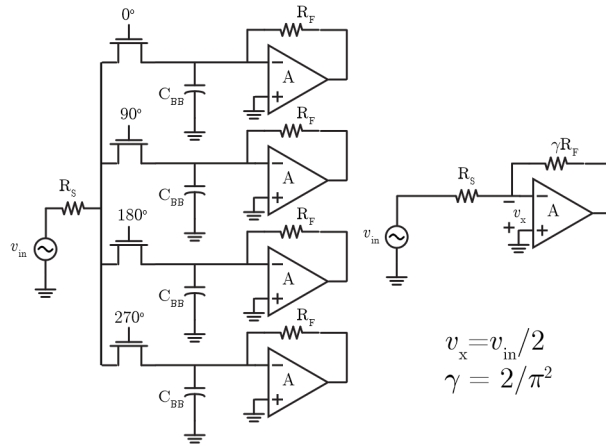 0°
R_F
A
C_BB
90°
R_F
A
C_BB
R_S
v_in
180°
R_F
A
C_BB
270°
R_F
A
C_BB
R_S
γR_F
v_in
v_x
A
v_x=v_in/2
γ = 2/π²